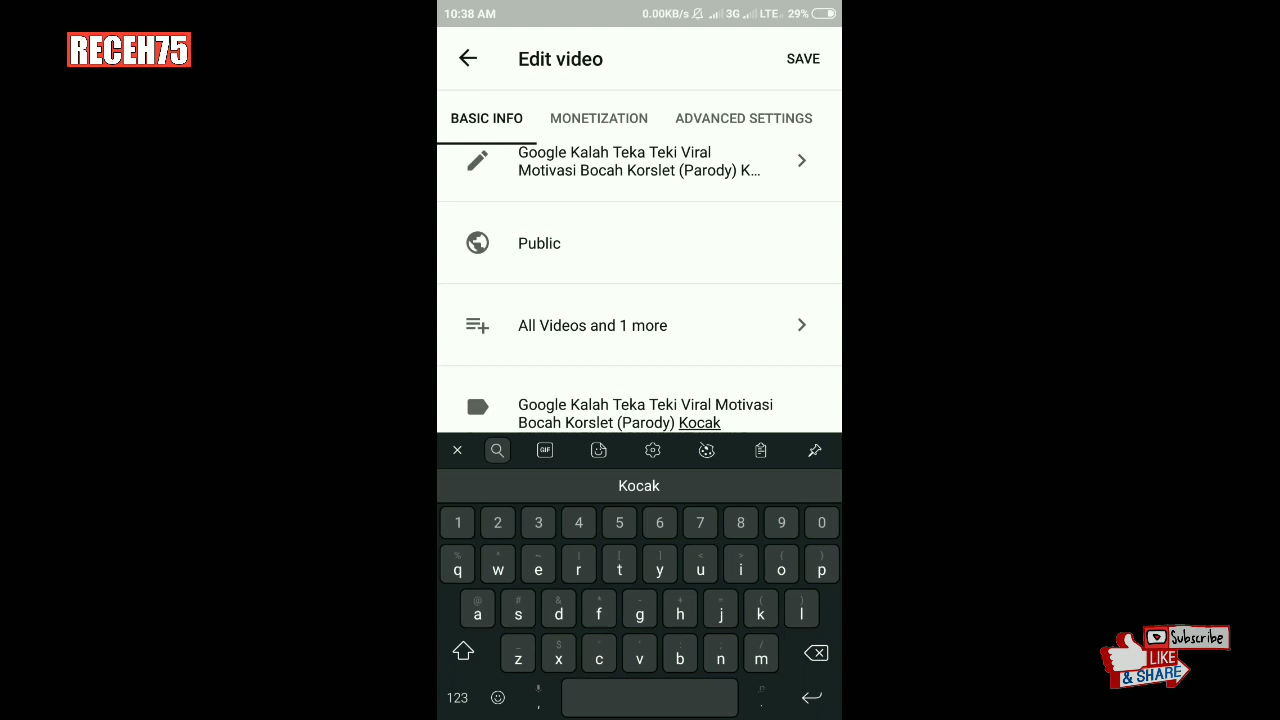 10:38 AM
0.00KB/s 3G LTE 29%
RECEH75
Edit video
SAVE
BASIC INFO
MONETIZATION
ADVANCED SETTINGS
Google Kalah Teka Teki Viral
Motivasi Bocah Korslet (Parody) K...
Public
All Videos and 1 more
Google Kalah Teka Teki Viral Motivasi
Bocah Korslet (Parody) Kocak
GIF
Kocak
1 2 3 4 5 6 7 8 9 0
q w e r t y u i o p
a s d f g h j k l
z x c v b n m
123 , .
Subscribe
LIKE
& SHARE